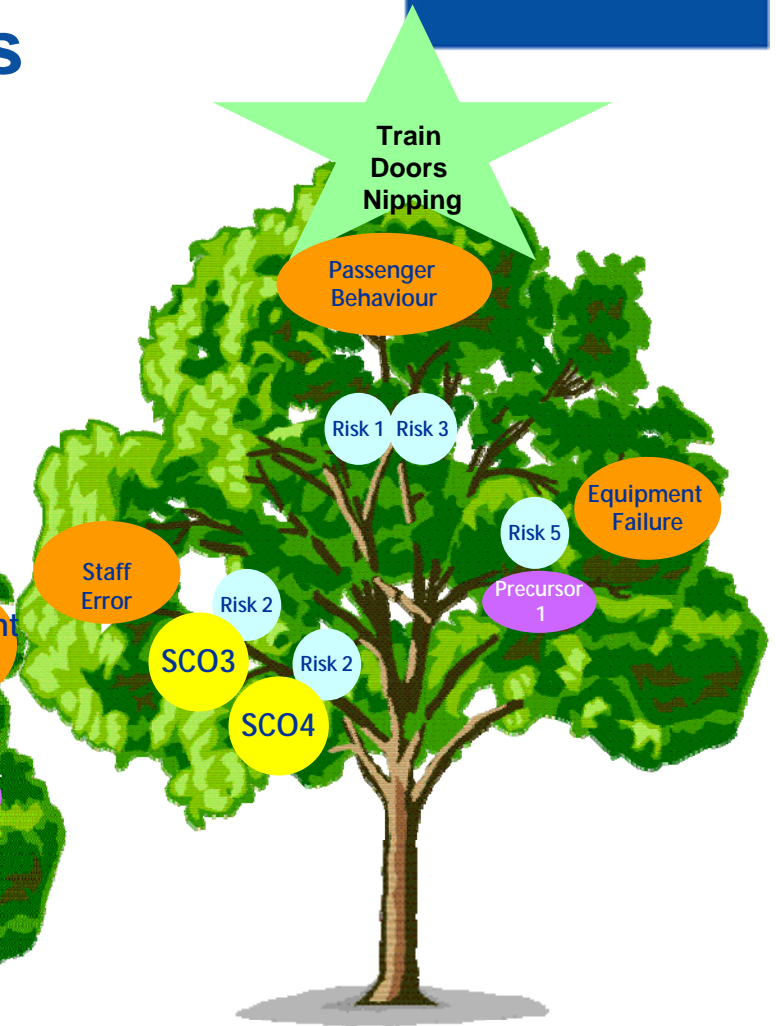 s
Train
Doors
Nipping
Passenger
Behaviour
Risk 1
Risk 3
Equipment
Failure
Risk 5
Staff
Error
Precursor
1
Risk 2
nt
SCO3
Risk 2
SCO4